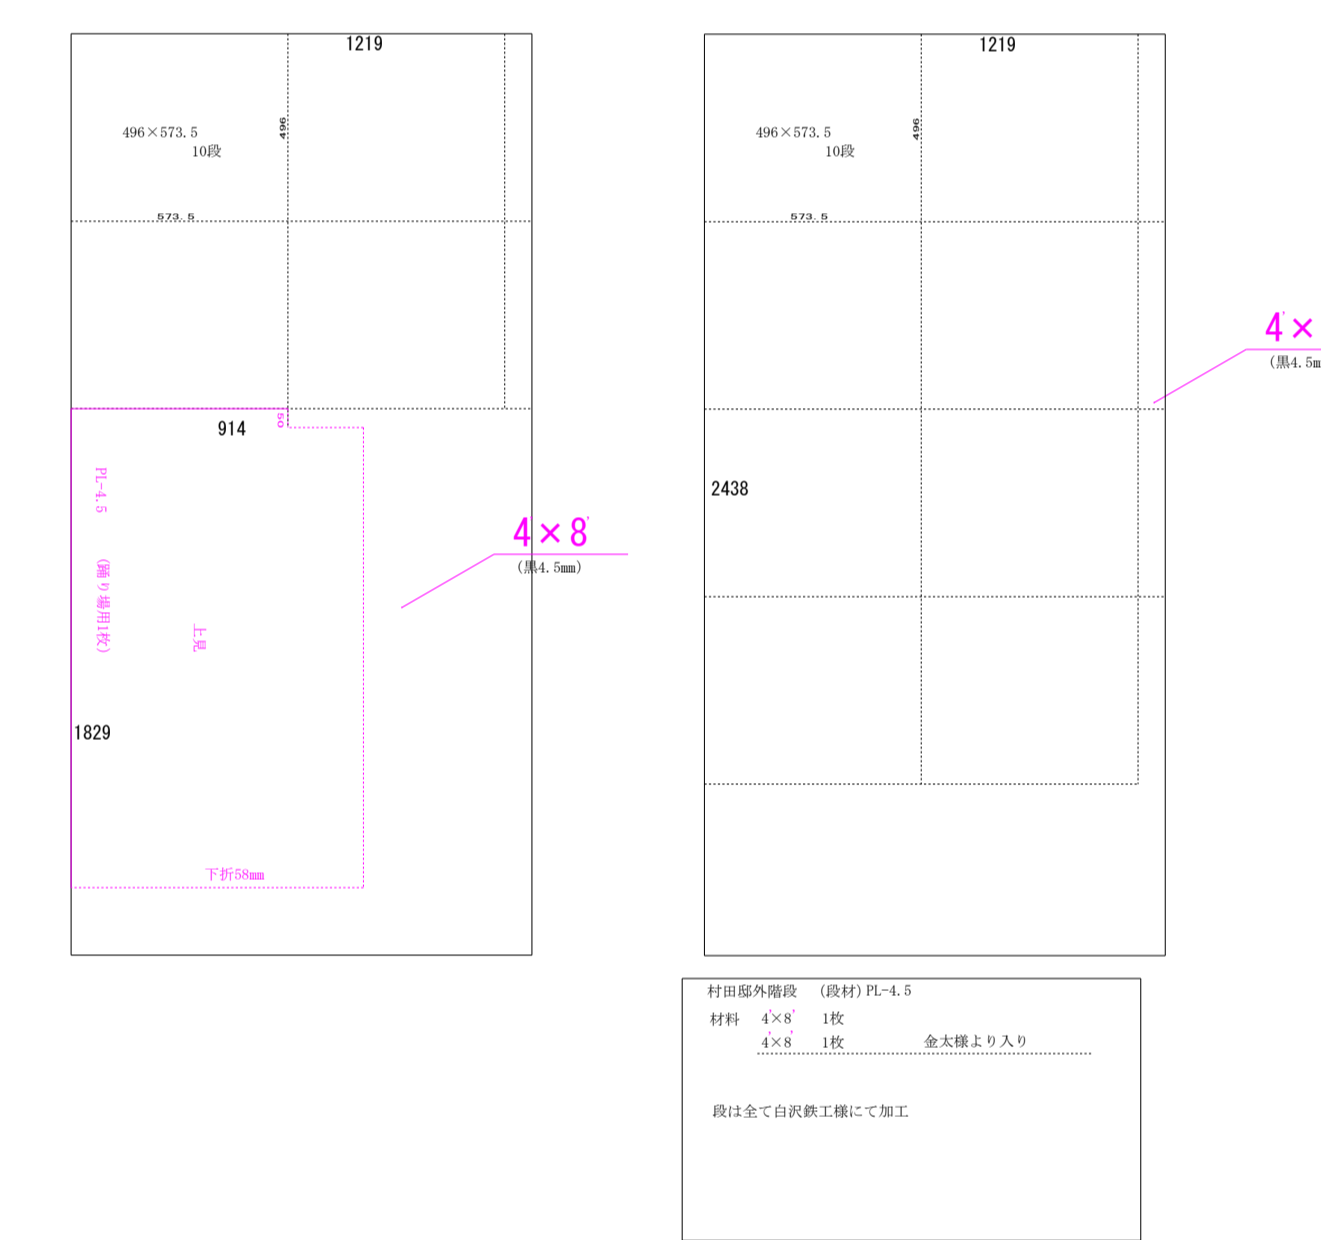 1219
496×573.5
10段
496
573.5
914
50
PL-4.5
(踊り場用1枚)
上見
1829
下折58mm
4'×8'
(黒4.5mm)
1219
496×573.5
10段
496
573.5
2438
4'×
(黒4.5m
村田邸外階段 (段材)PL-4.5
材料 4'×8' 1枚
4'×8' 1枚 金太様より入り
段は全て白沢鉄工様にて加工